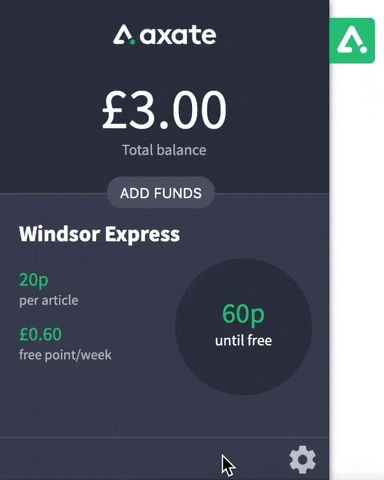 axate
£3.00
Total balance
ADD FUNDS
Windsor Express
20p
per article
£0.60
free point/week
60p
until free